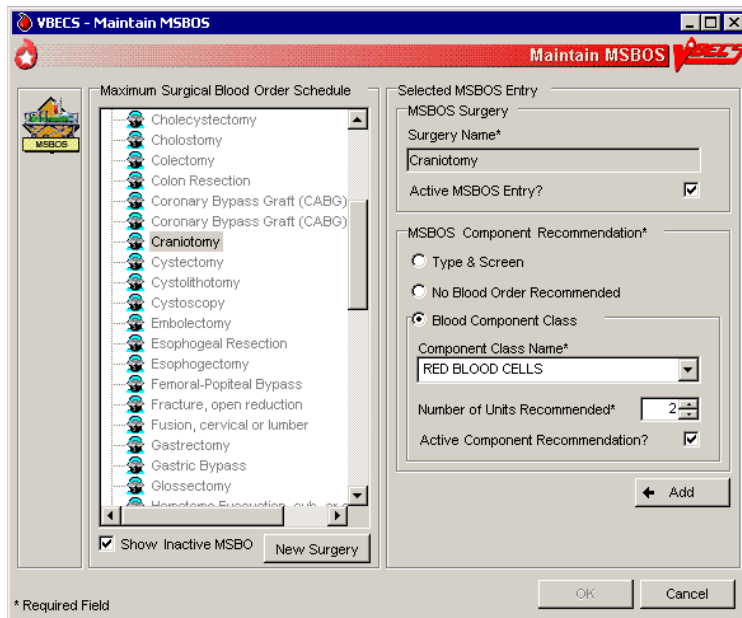 VBECS - Maintain MSBOS
Maintain MSBOS VBECS
MSBOS
Maximum Surgical Blood Order Schedule
Cholecystectomy
Cholostomy
Colectomy
Colon Resection
Coronary Bypass Graft (CABG)
Coronary Bypass Graft (CABG)
Craniotomy
Cystectomy
Cystolithotomy
Cystoscopy
Embolectomy
Esophogeal Resection
Esophogectomy
Femoral-Popiteal Bypass
Fracture, open reduction
Fusion, cervical or lumber
Gastrectomy
Gastric Bypass
Glossectomy
Show Inactive MSBO
New Surgery
Selected MSBOS Entry
MSBOS Surgery
Surgery Name*
Craniotomy
Active MSBOS Entry?
MSBOS Component Recommendation*
Type & Screen
No Blood Order Recommended
Blood Component Class
Component Class Name*
RED BLOOD CELLS
Number of Units Recommended* 2
Active Component Recommendation?
Add
* Required Field
OK Cancel